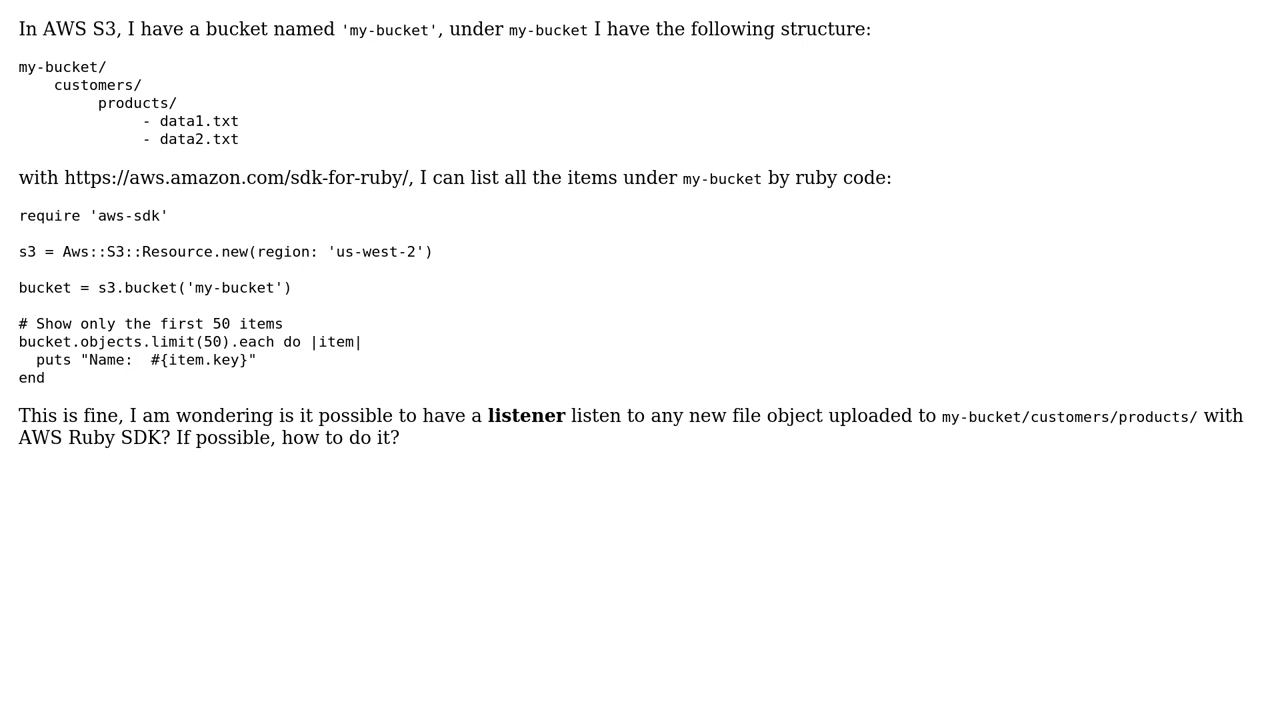 In AWS S3, I have a bucket named 'my-bucket', under my-bucket I have the following structure:
my-bucket/
    customers/
         products/
              - data1.txt
              - data2.txt
with https://aws.amazon.com/sdk-for-ruby/, I can list all the items under my-bucket by ruby code:
require 'aws-sdk'
s3 = Aws::S3::Resource.new(region: 'us-west-2')
bucket = s3.bucket('my-bucket')
# Show only the first 50 items
bucket.objects.limit(50).each do |item|
  puts "Name:  #{item.key}"
end
This is fine, I am wondering is it possible to have a listener listen to any new file object uploaded to my-bucket/customers/products/ with
AWS Ruby SDK? If possible, how to do it?